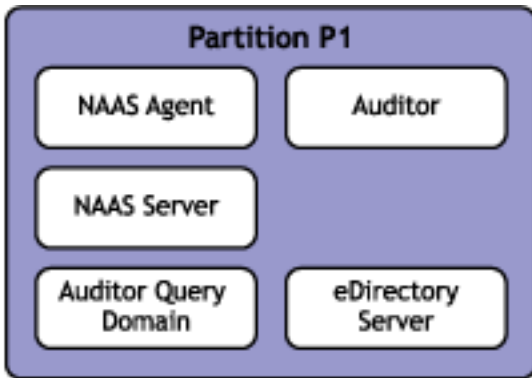 Partition P1
NAAS Agent
Auditor
NAAS Server
Auditor Query
Domain
eDirectory
Server